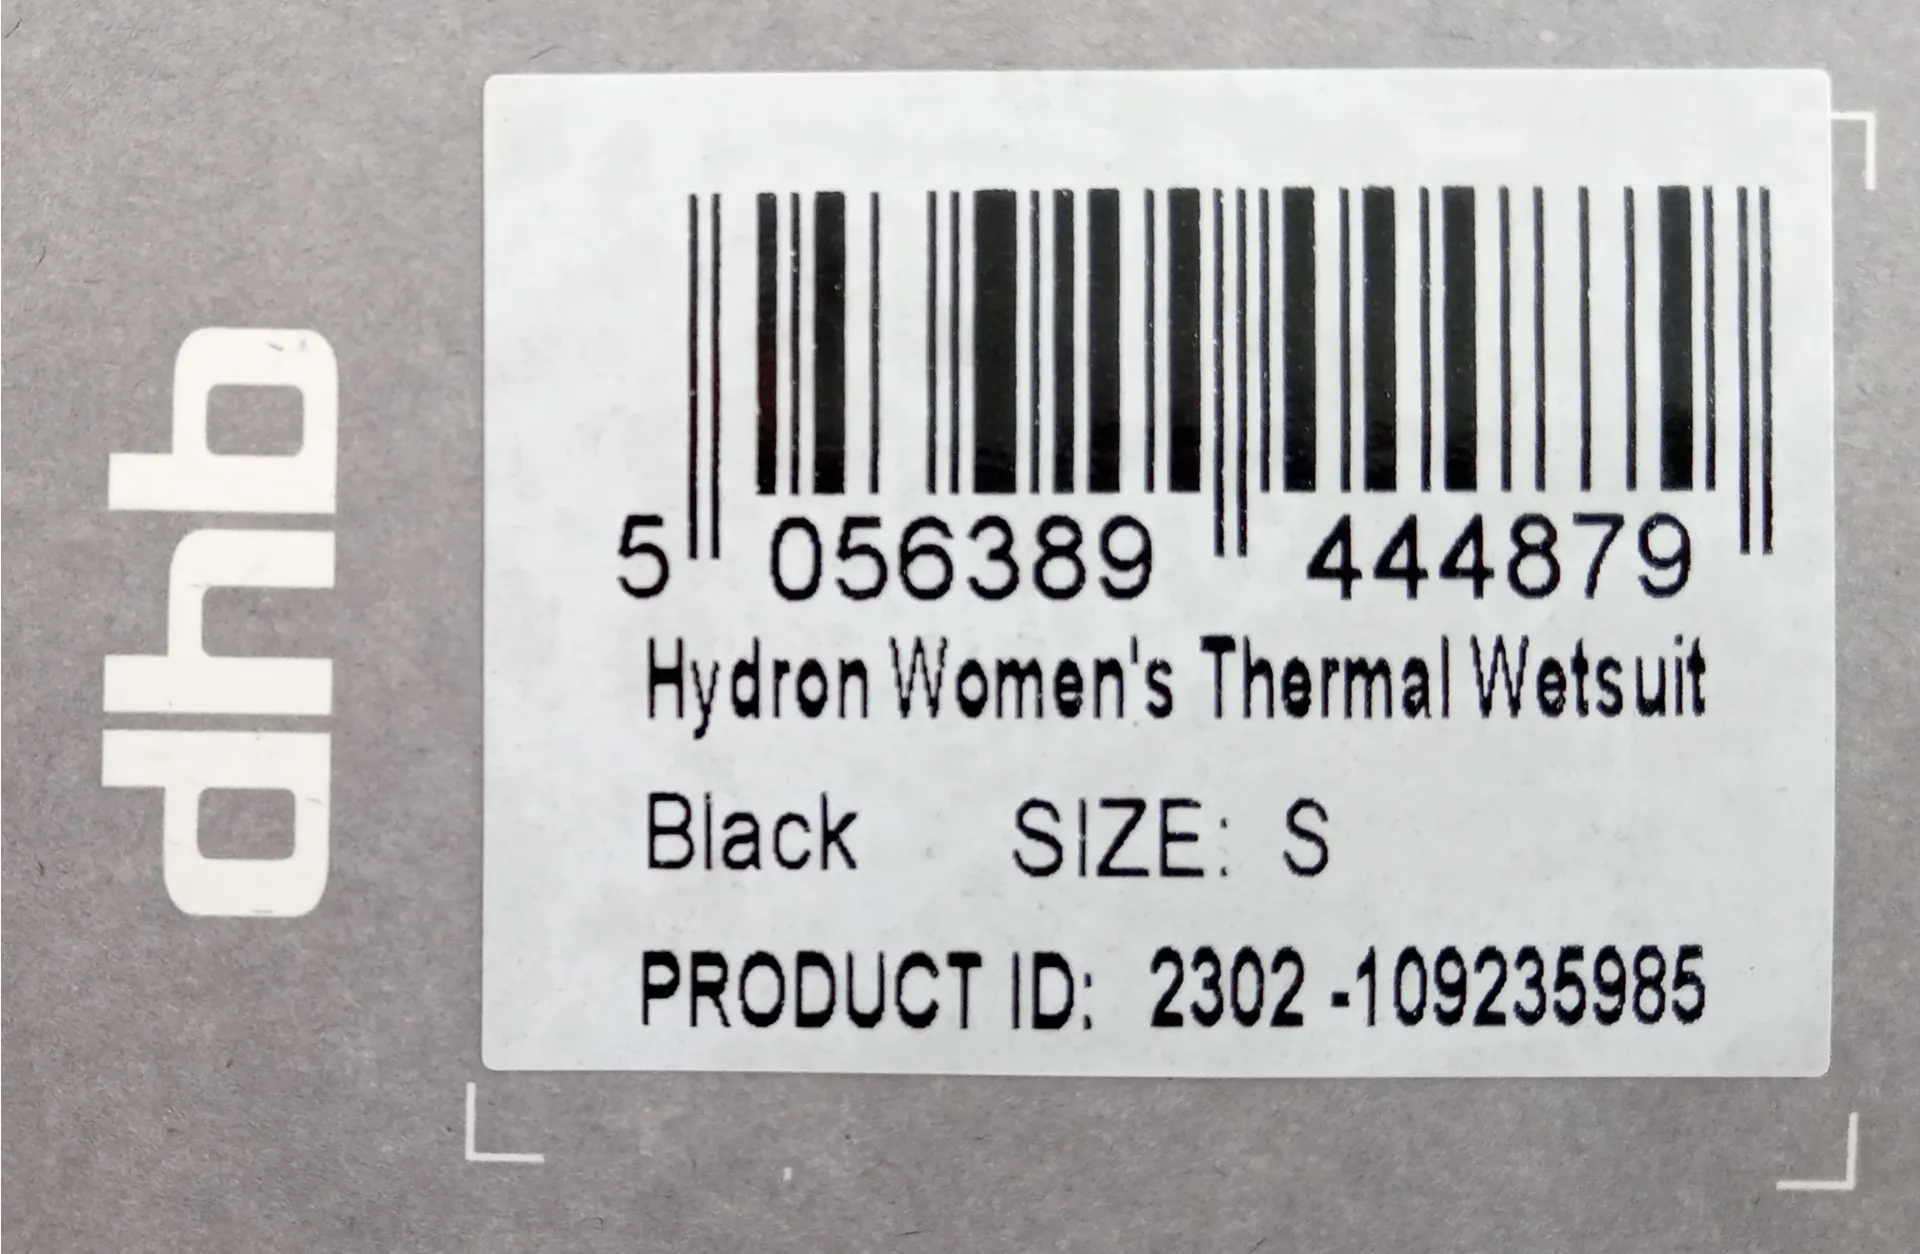 dhb
5 056389 444879
Hydron Women's Thermal Wetsuit
Black SIZE: S
PRODUCT ID: 2302 -109235985